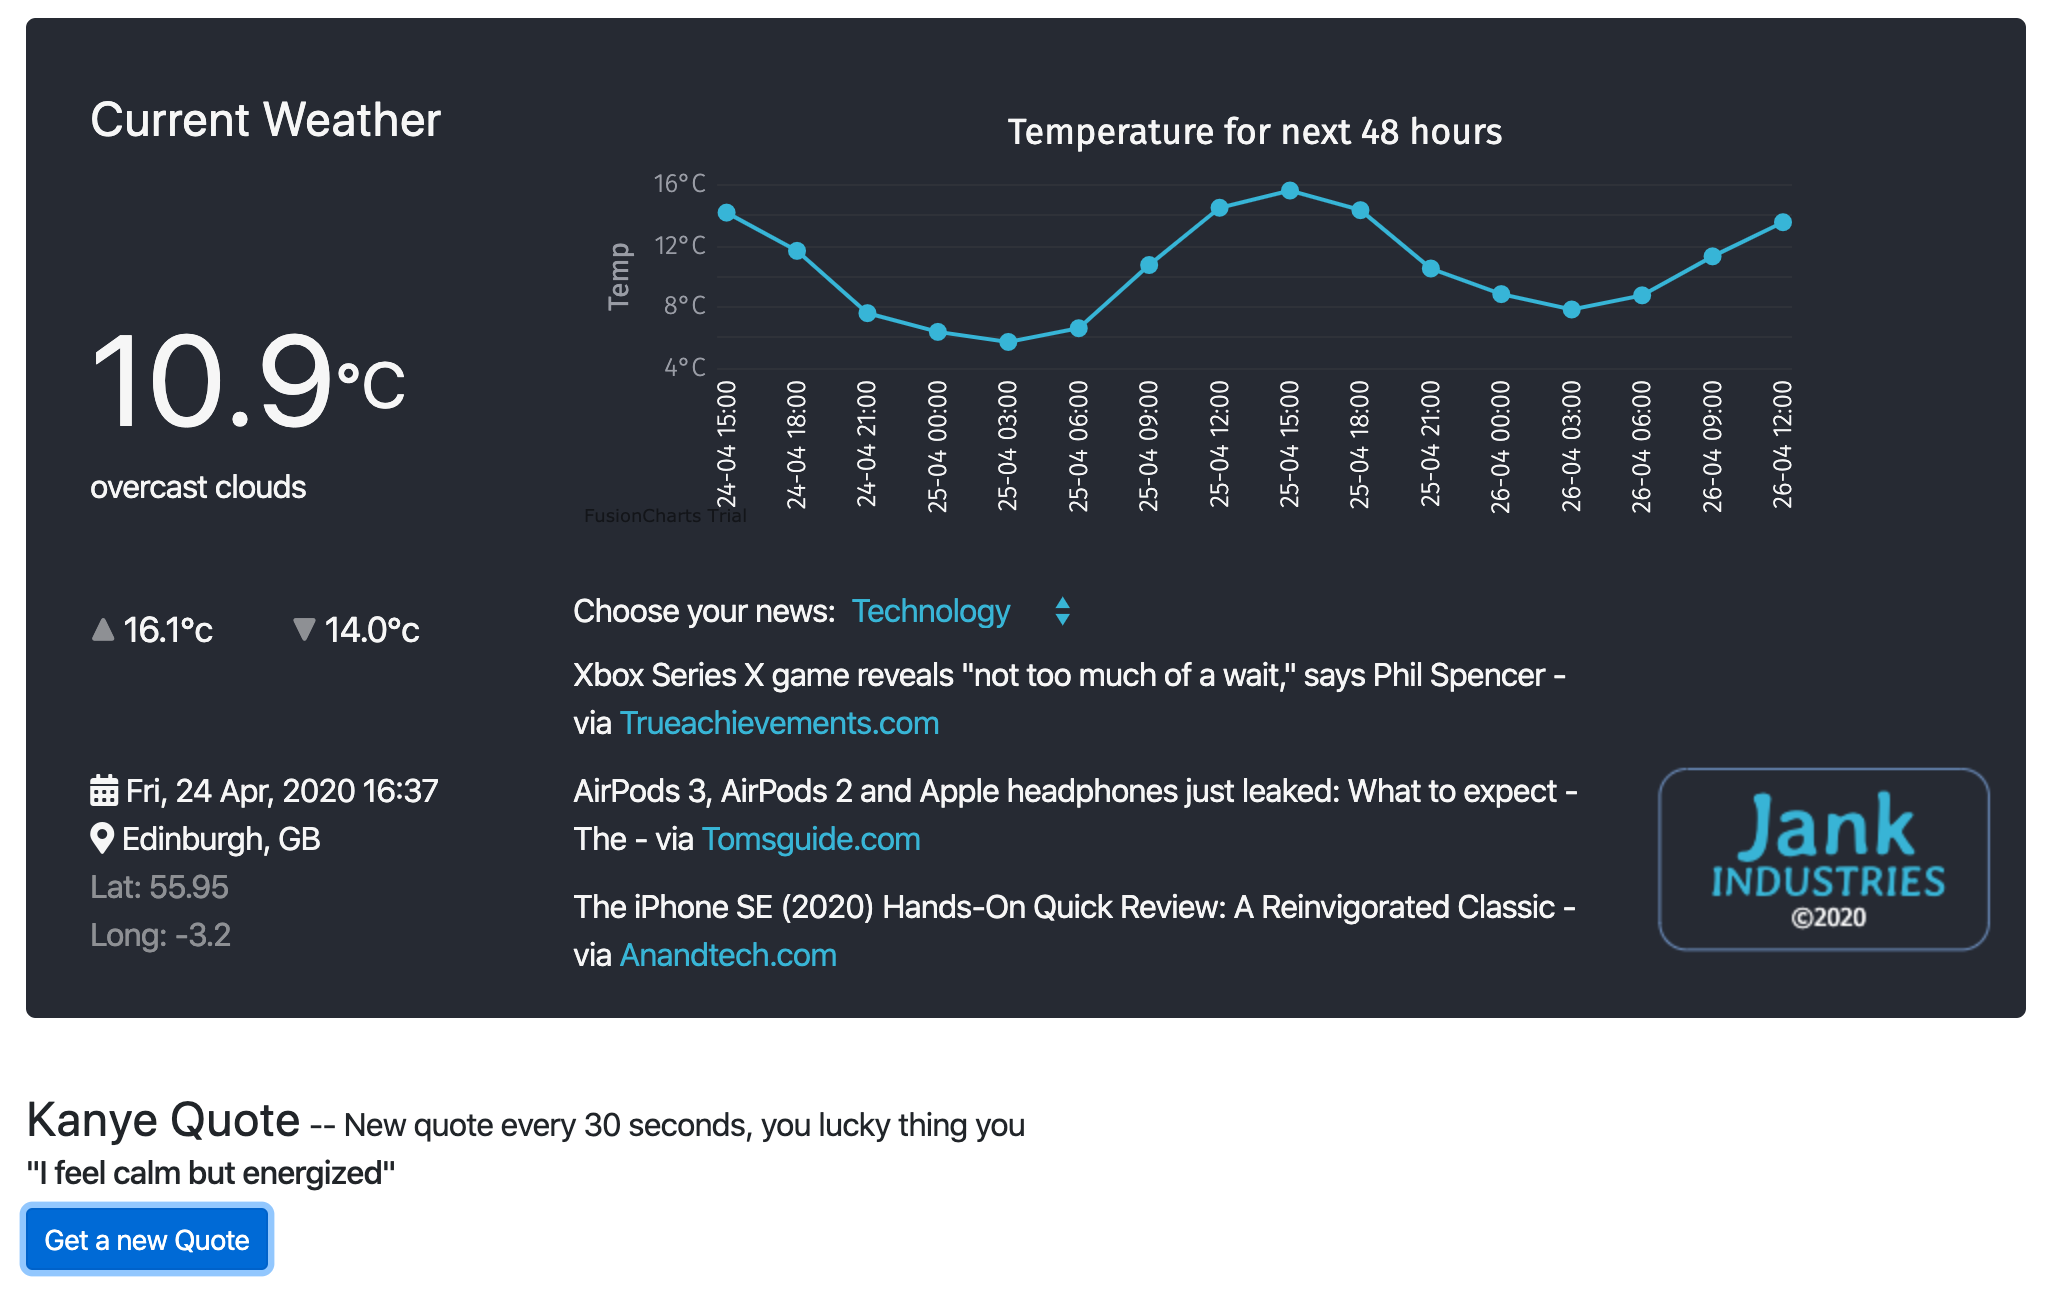 Current Weather
10.9°C
overcast clouds
16.1°c 14.0°c
Fri, 24 Apr, 2020 16:37
Edinburgh, GB
Lat: 55.95
Long: -3.2
Temperature for next 48 hours
Temp
16°C
12°C
8°C
4°C
24-04 15:00
24-04 18:00
24-04 21:00
25-04 00:00
25-04 03:00
25-04 06:00
25-04 09:00
25-04 12:00
25-04 15:00
25-04 18:00
25-04 21:00
26-04 00:00
26-04 03:00
26-04 06:00
26-04 09:00
26-04 12:00
FusionCharts Trial
Choose your news: Technology
Xbox Series X game reveals "not too much of a wait," says Phil Spencer -
via Trueachievements.com
AirPods 3, AirPods 2 and Apple headphones just leaked: What to expect -
The - via Tomsguide.com
The iPhone SE (2020) Hands-On Quick Review: A Reinvigorated Classic -
via Anandtech.com
Jank
INDUSTRIES
©2020
Kanye Quote -- New quote every 30 seconds, you lucky thing you
"I feel calm but energized"
Get a new Quote